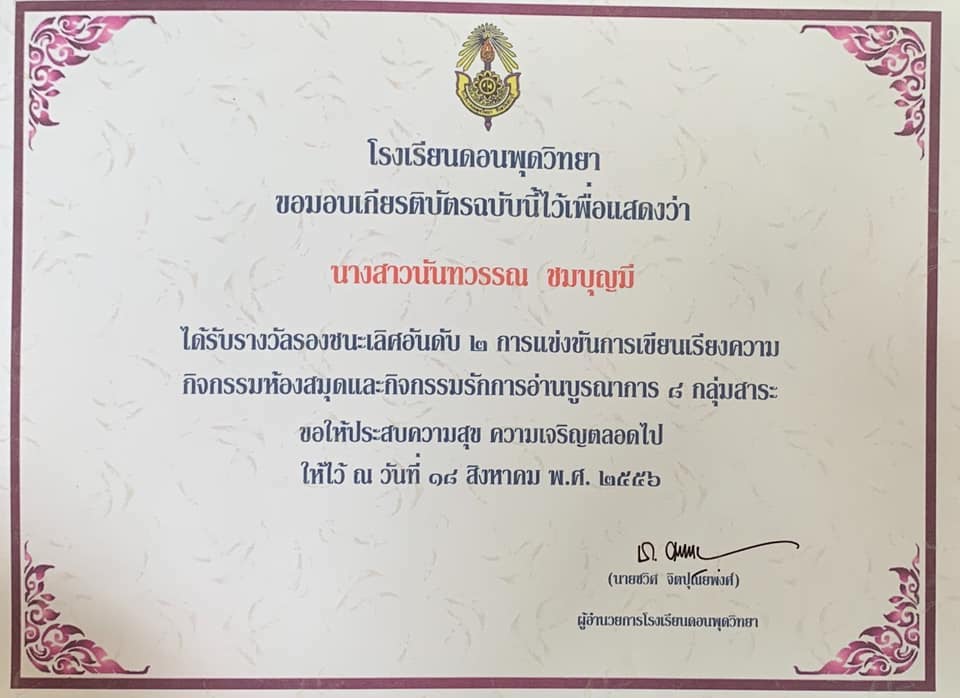 โรงเรียนดอนพุดวิทยา
ขอมอบเกียรติบัตรฉบับนี้ไว้เพื่อแสดงว่า
นางสาวนันทวรรณ ชมบุญมี
ได้รับรางวัลรองชนะเลิศอันดับ ๒ การแข่งขันการเขียนเรียงความ
กิจกรรมห้องสมุดและกิจกรรมรักการอ่านบูรณาการ ๘ กลุ่มสาระ
ขอให้ประสบความสุข ความเจริญตลอดไป
ให้ไว้ ณ วันที่ ๑๘ สิงหาคม พ.ศ. ๒๕๕๖
(นายชวิศ จิตปุณยพงศ์)
ผู้อำนวยการโรงเรียนดอนพุดวิทยา